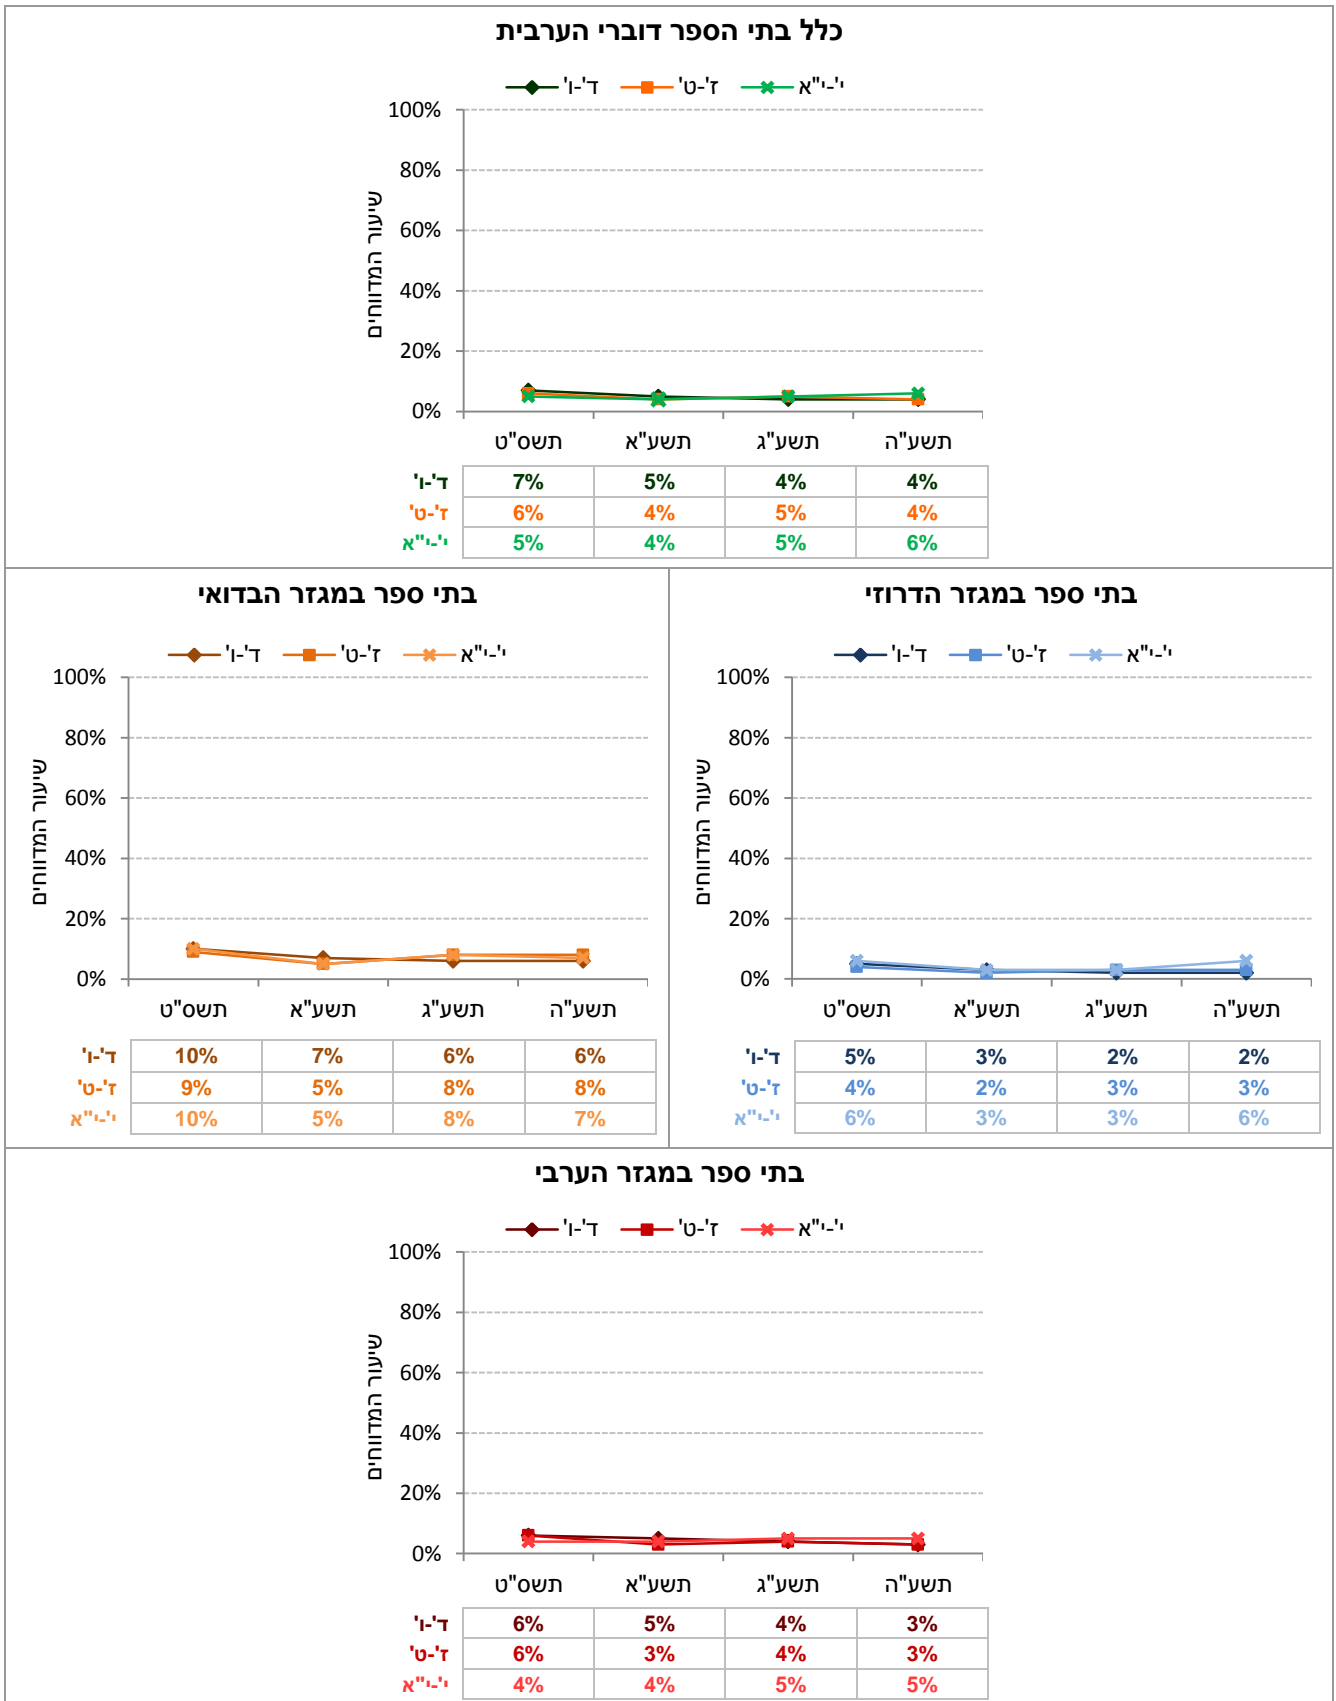 כלל בתי הספר דוברי הערבית
ד'-ו' ז'-ט' י'-י"א
שיעור המדווחים
100%
80%
60%
40%
20%
0%
תשס"ט תשע"א תשע"ג תשע"ה
ד'-ו' 7% 5% 4% 4%
ז'-ט' 6% 4% 5% 4%
י'-י"א 5% 4% 5% 6%
בתי ספר במגזר הבדואי
ד'-ו' ז'-ט' י'-י"א
שיעור המדווחים
100%
80%
60%
40%
20%
0%
תשס"ט תשע"א תשע"ג תשע"ה
ד'-ו' 10% 7% 6% 6%
ז'-ט' 9% 5% 8% 8%
י'-י"א 10% 5% 8% 7%
בתי ספר במגזר הדרוזי
ד'-ו' ז'-ט' י'-י"א
שיעור המדווחים
100%
80%
60%
40%
20%
0%
תשס"ט תשע"א תשע"ג תשע"ה
ד'-ו' 5% 3% 2% 2%
ז'-ט' 4% 2% 3% 3%
י'-י"א 6% 3% 3% 6%
בתי ספר במגזר הערבי
ד'-ו' ז'-ט' י'-י"א
שיעור המדווחים
100%
80%
60%
40%
20%
0%
תשס"ט תשע"א תשע"ג תשע"ה
ד'-ו' 6% 5% 4% 3%
ז'-ט' 6% 3% 4% 3%
י'-י"א 4% 4% 5% 5%